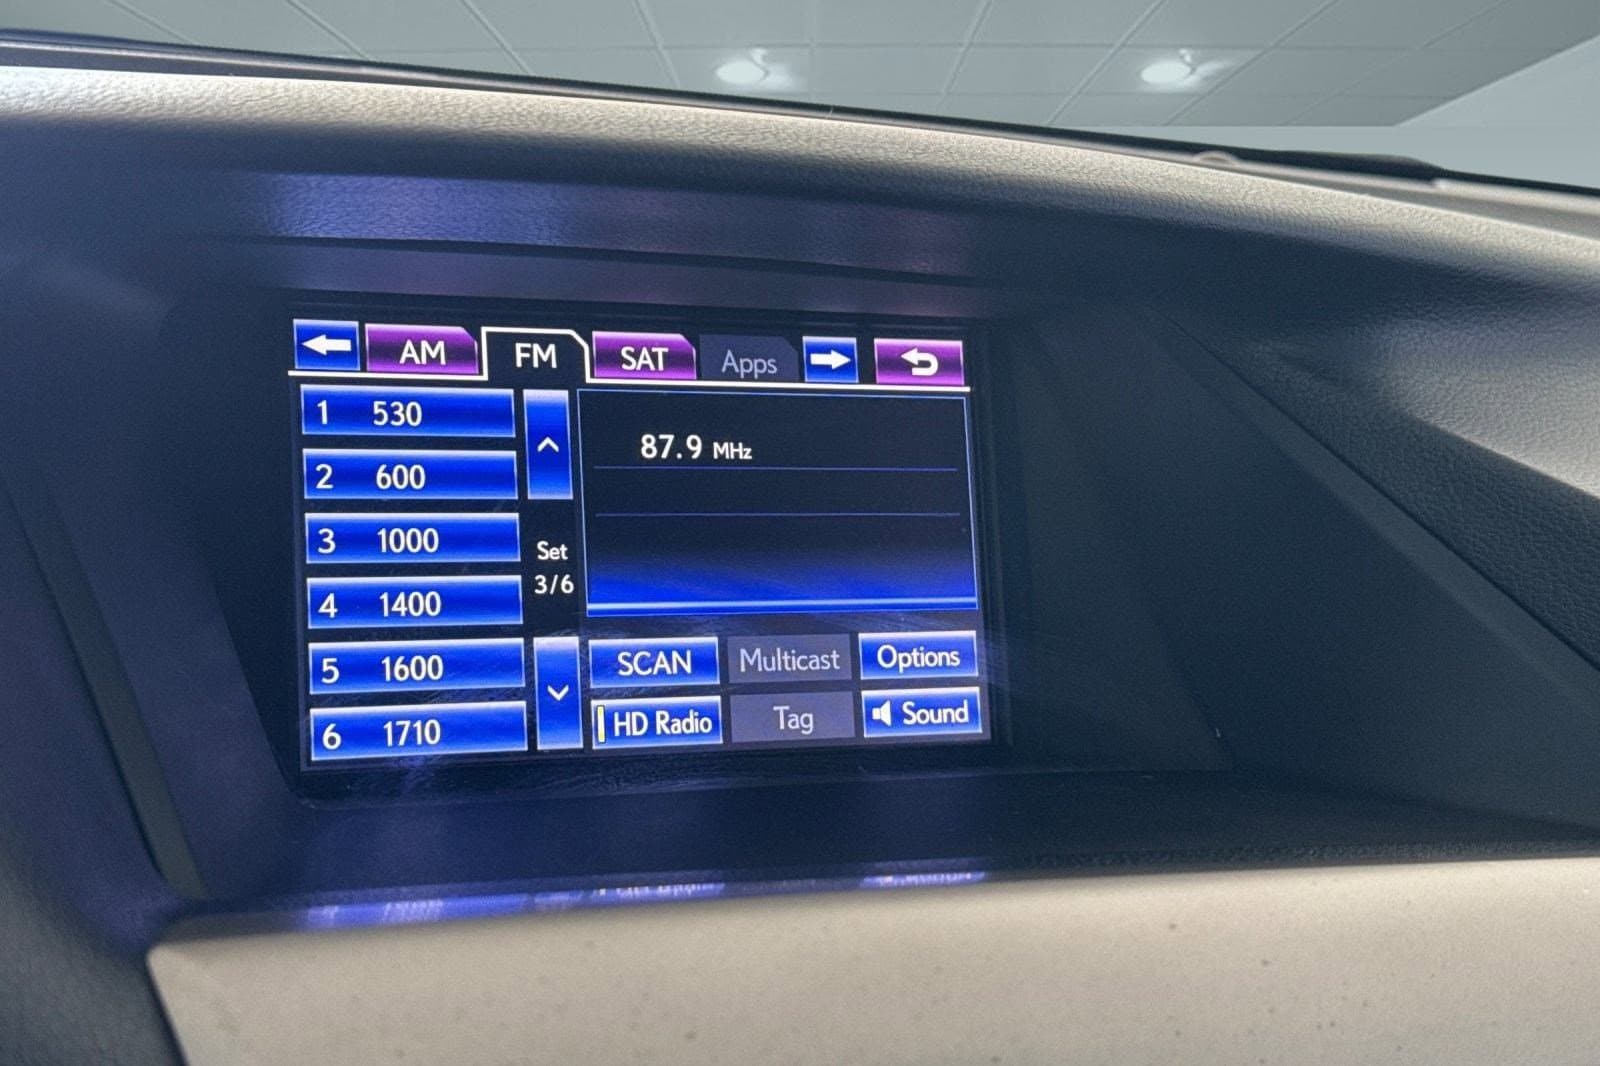 AM FM SAT Apps
1 530
2 600
3 1000
4 1400
5 1600
6 1710
Set
3/6
87.9 MHz
SCAN Multicast Options
HD Radio Tag Sound